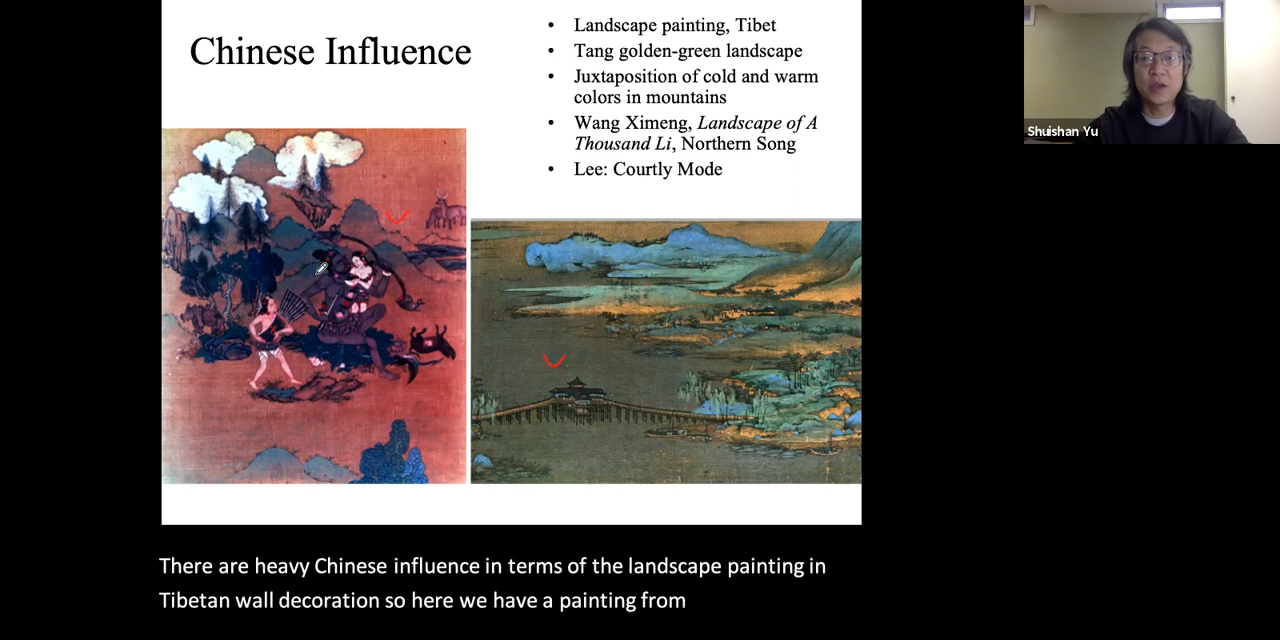 Chinese Influence
• Landscape painting, Tibet
• Tang golden-green landscape
• Juxtaposition of cold and warm
colors in mountains
• Wang Ximeng, Landscape of A
Thousand Li, Northern Song
• Lee: Courtly Mode
Shuishan Yu
There are heavy Chinese influence in terms of the landscape painting in
Tibetan wall decoration so here we have a painting from